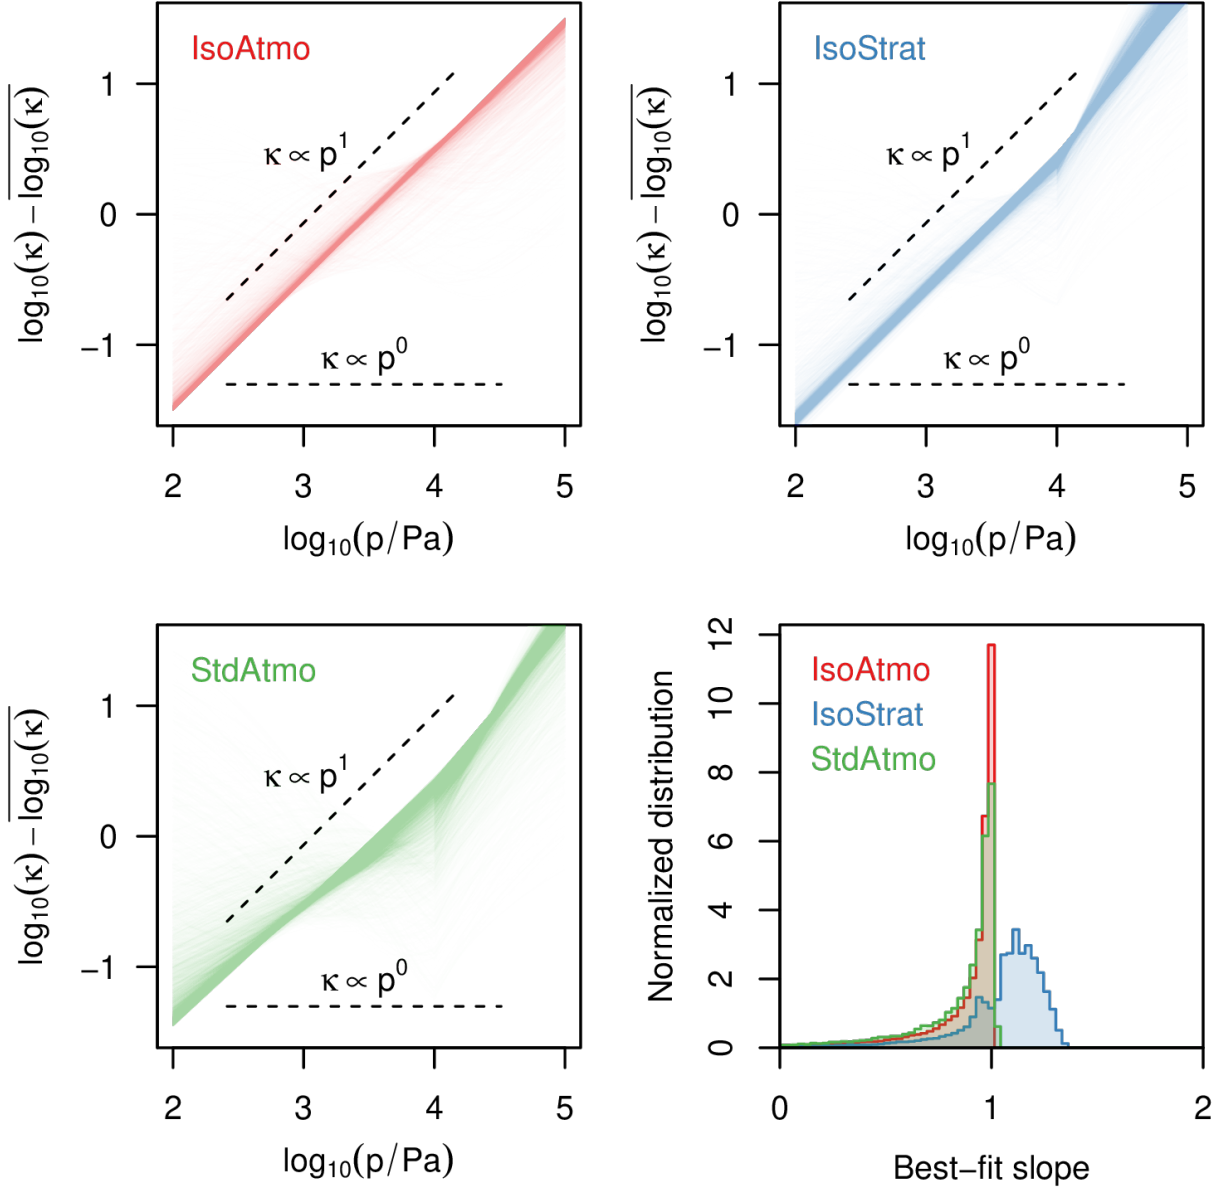 IsoAtmo
κ ∝ p¹
κ ∝ p⁰
1
0
−1
2 3 4 5
log₁₀(κ) − log₁₀(κ)
log₁₀(p/Pa)
IsoStrat
κ ∝ p¹
κ ∝ p⁰
1
0
−1
2 3 4 5
log₁₀(κ) − log₁₀(κ)
log₁₀(p/Pa)
StdAtmo
κ ∝ p¹
κ ∝ p⁰
1
0
−1
2 3 4 5
log₁₀(κ) − log₁₀(κ)
log₁₀(p/Pa)
IsoAtmo
IsoStrat
StdAtmo
12
10
8
6
4
2
0
0 1 2
Normalized distribution
Best−fit slope